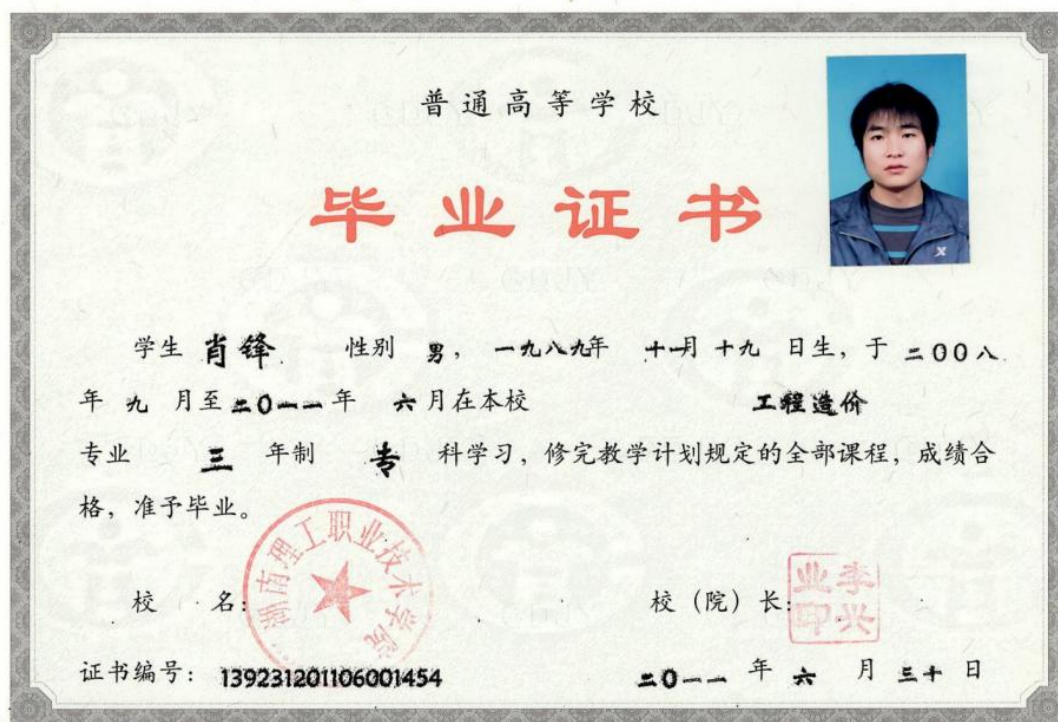 普通高等学校
毕业证书
学生 肖锋 性别 男，一九八九年 十一月 十九 日生，于 二00八
年 九 月至 二0一一 年 六 月在本校 工程造价
专业 三 年制 专 科学习，修完教学计划规定的全部课程，成绩合
格，准予毕业。
湖南理工职业技术学院
校 名： 校（院）长：
李兴业印
证书编号：139231201106001454 二0一一 年 六 月 三十 日